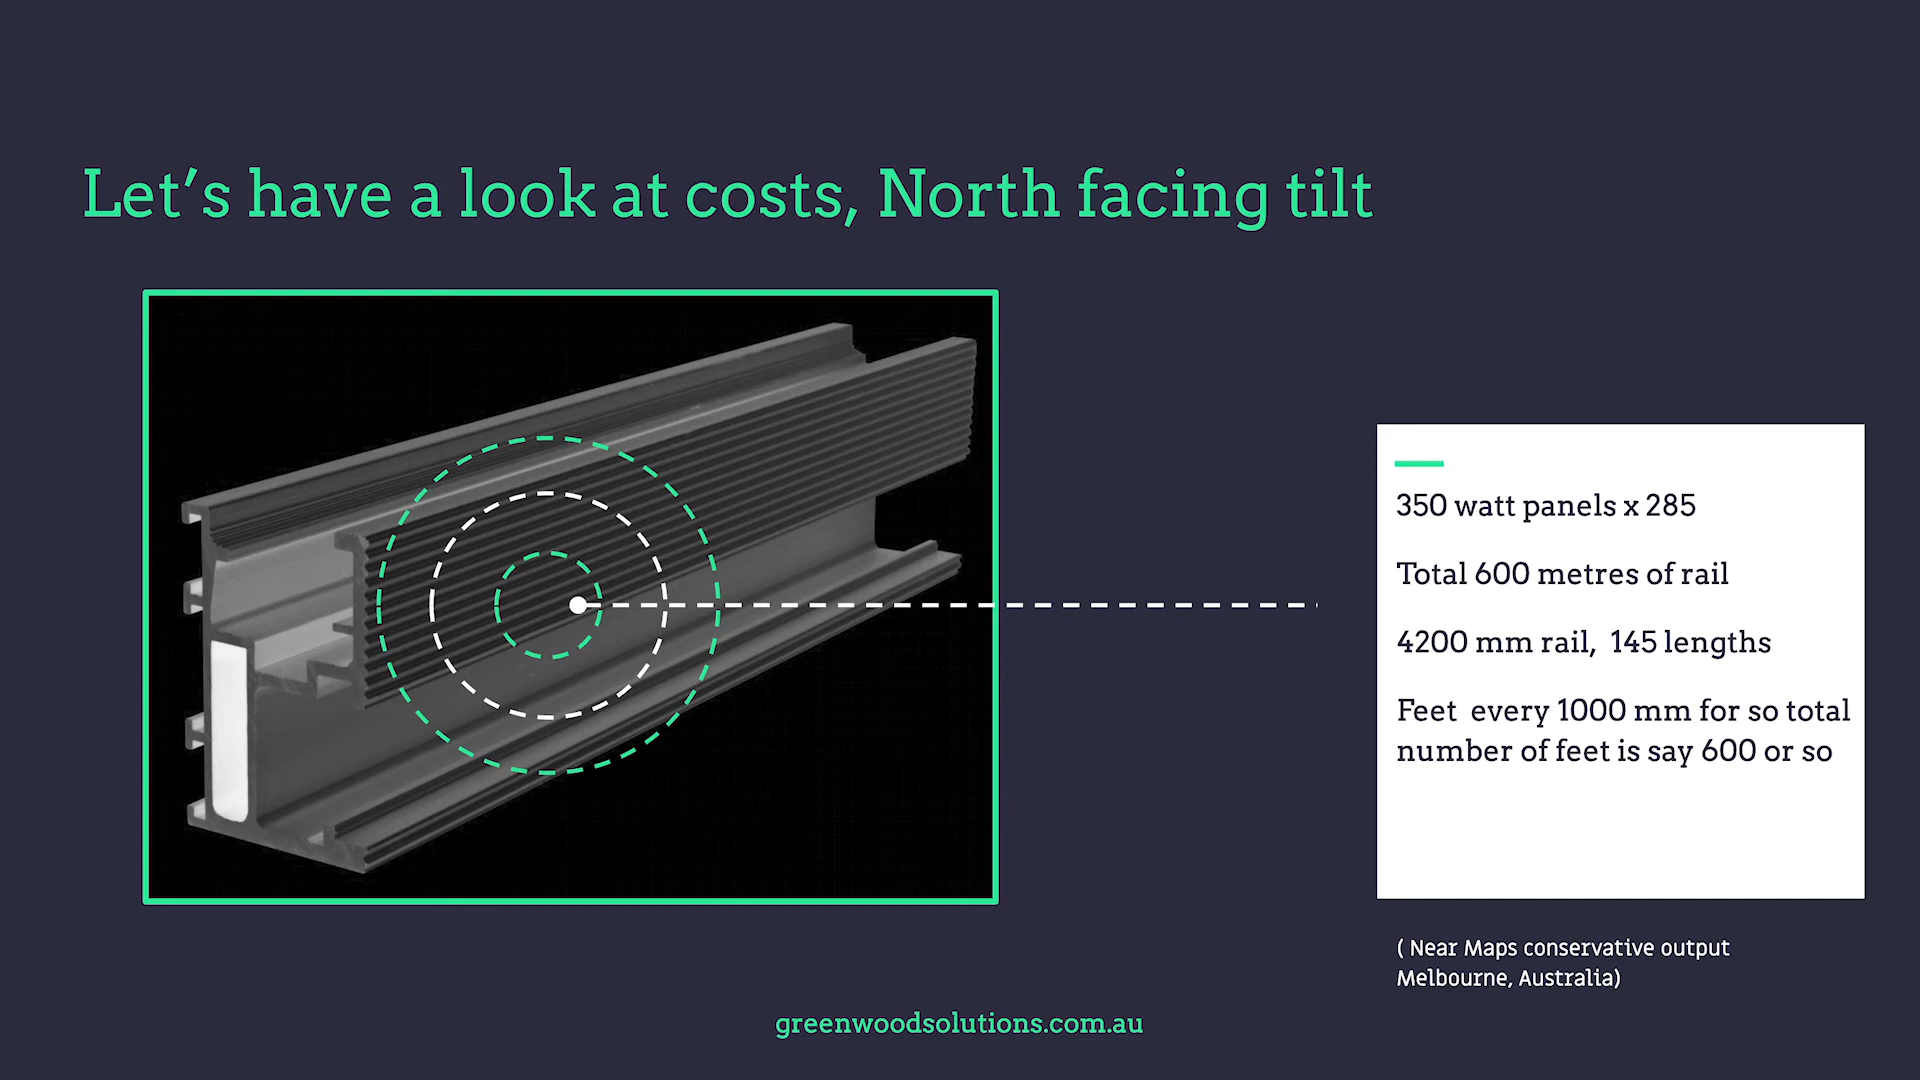 Let’s have a look at costs, North facing tilt
350 watt panels x 285
Total 600 metres of rail
4200 mm rail,  145 lengths
Feet  every 1000 mm for so total
number of feet is say 600 or so
( Near Maps conservative output
Melbourne, Australia)
greenwoodsolutions.com.au